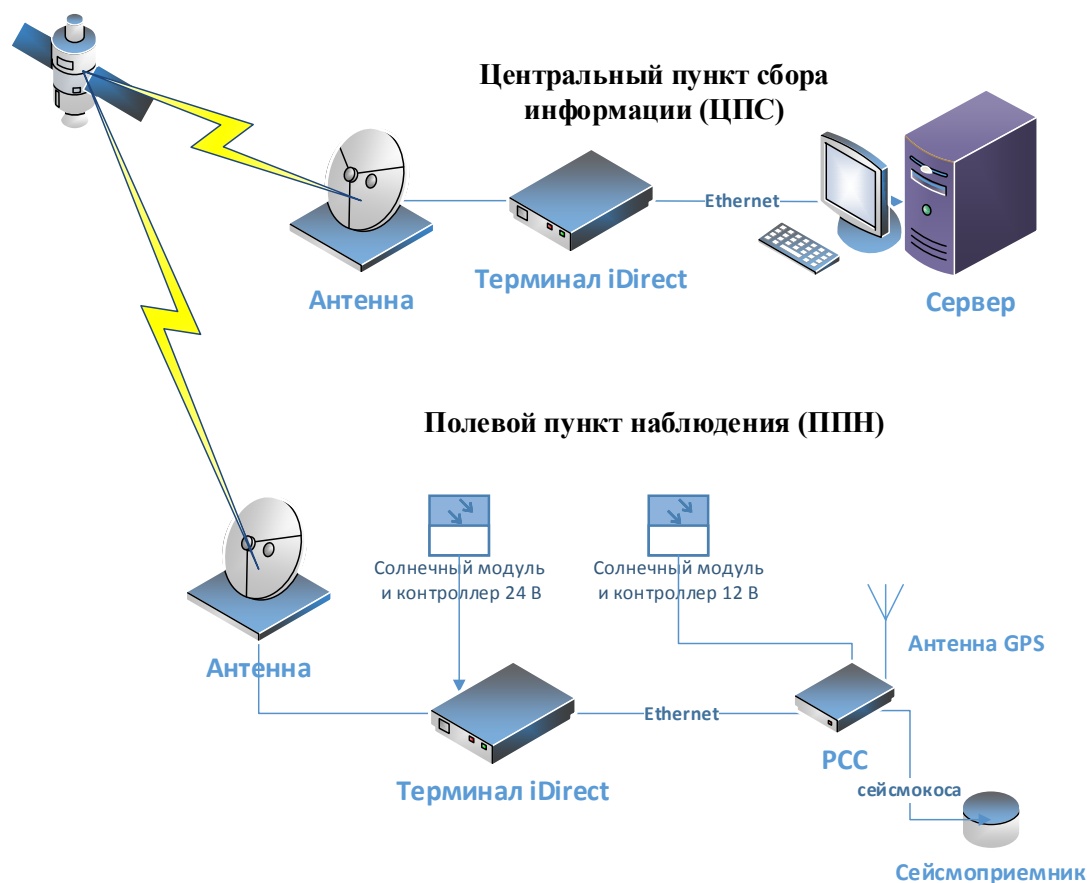 Центральный пункт сбора
информации (ЦПС)
Ethernet
Антенна
Терминал iDirect
Сервер
Полевой пункт наблюдения (ППН)
Солнечный модуль
и контроллер 24 В
Солнечный модуль
и контроллер 12 В
Антенна GPS
Антенна
Ethernet
Терминал iDirect
РСС
сейсмокоса
Сейсмоприемник